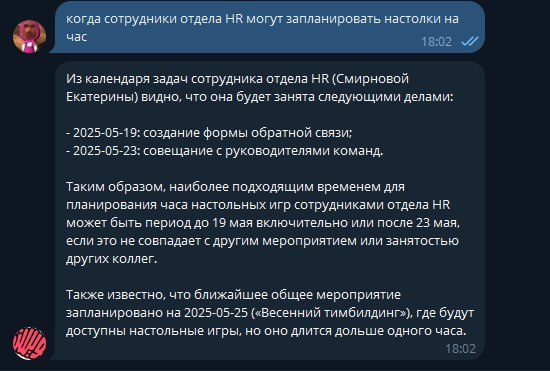 когда сотрудники отдела HR могут запланировать настолки на
час
18:02
Из календаря задач сотрудника отдела HR (Смирновой
Екатерины) видно, что она будет занята следующими делами:
- 2025-05-19: создание формы обратной связи;
- 2025-05-23: совещание с руководителями команд.
Таким образом, наиболее подходящим временем для
планирования часа настольных игр сотрудниками отдела HR
может быть период до 19 мая включительно или после 23 мая,
если это не совпадает с другим мероприятием или занятостью
других коллег.
Также известно, что ближайшее общее мероприятие
запланировано на 2025-05-25 («Весенний тимбилдинг»), где будут
доступны настольные игры, но оно длится дольше одного часа.
18:02